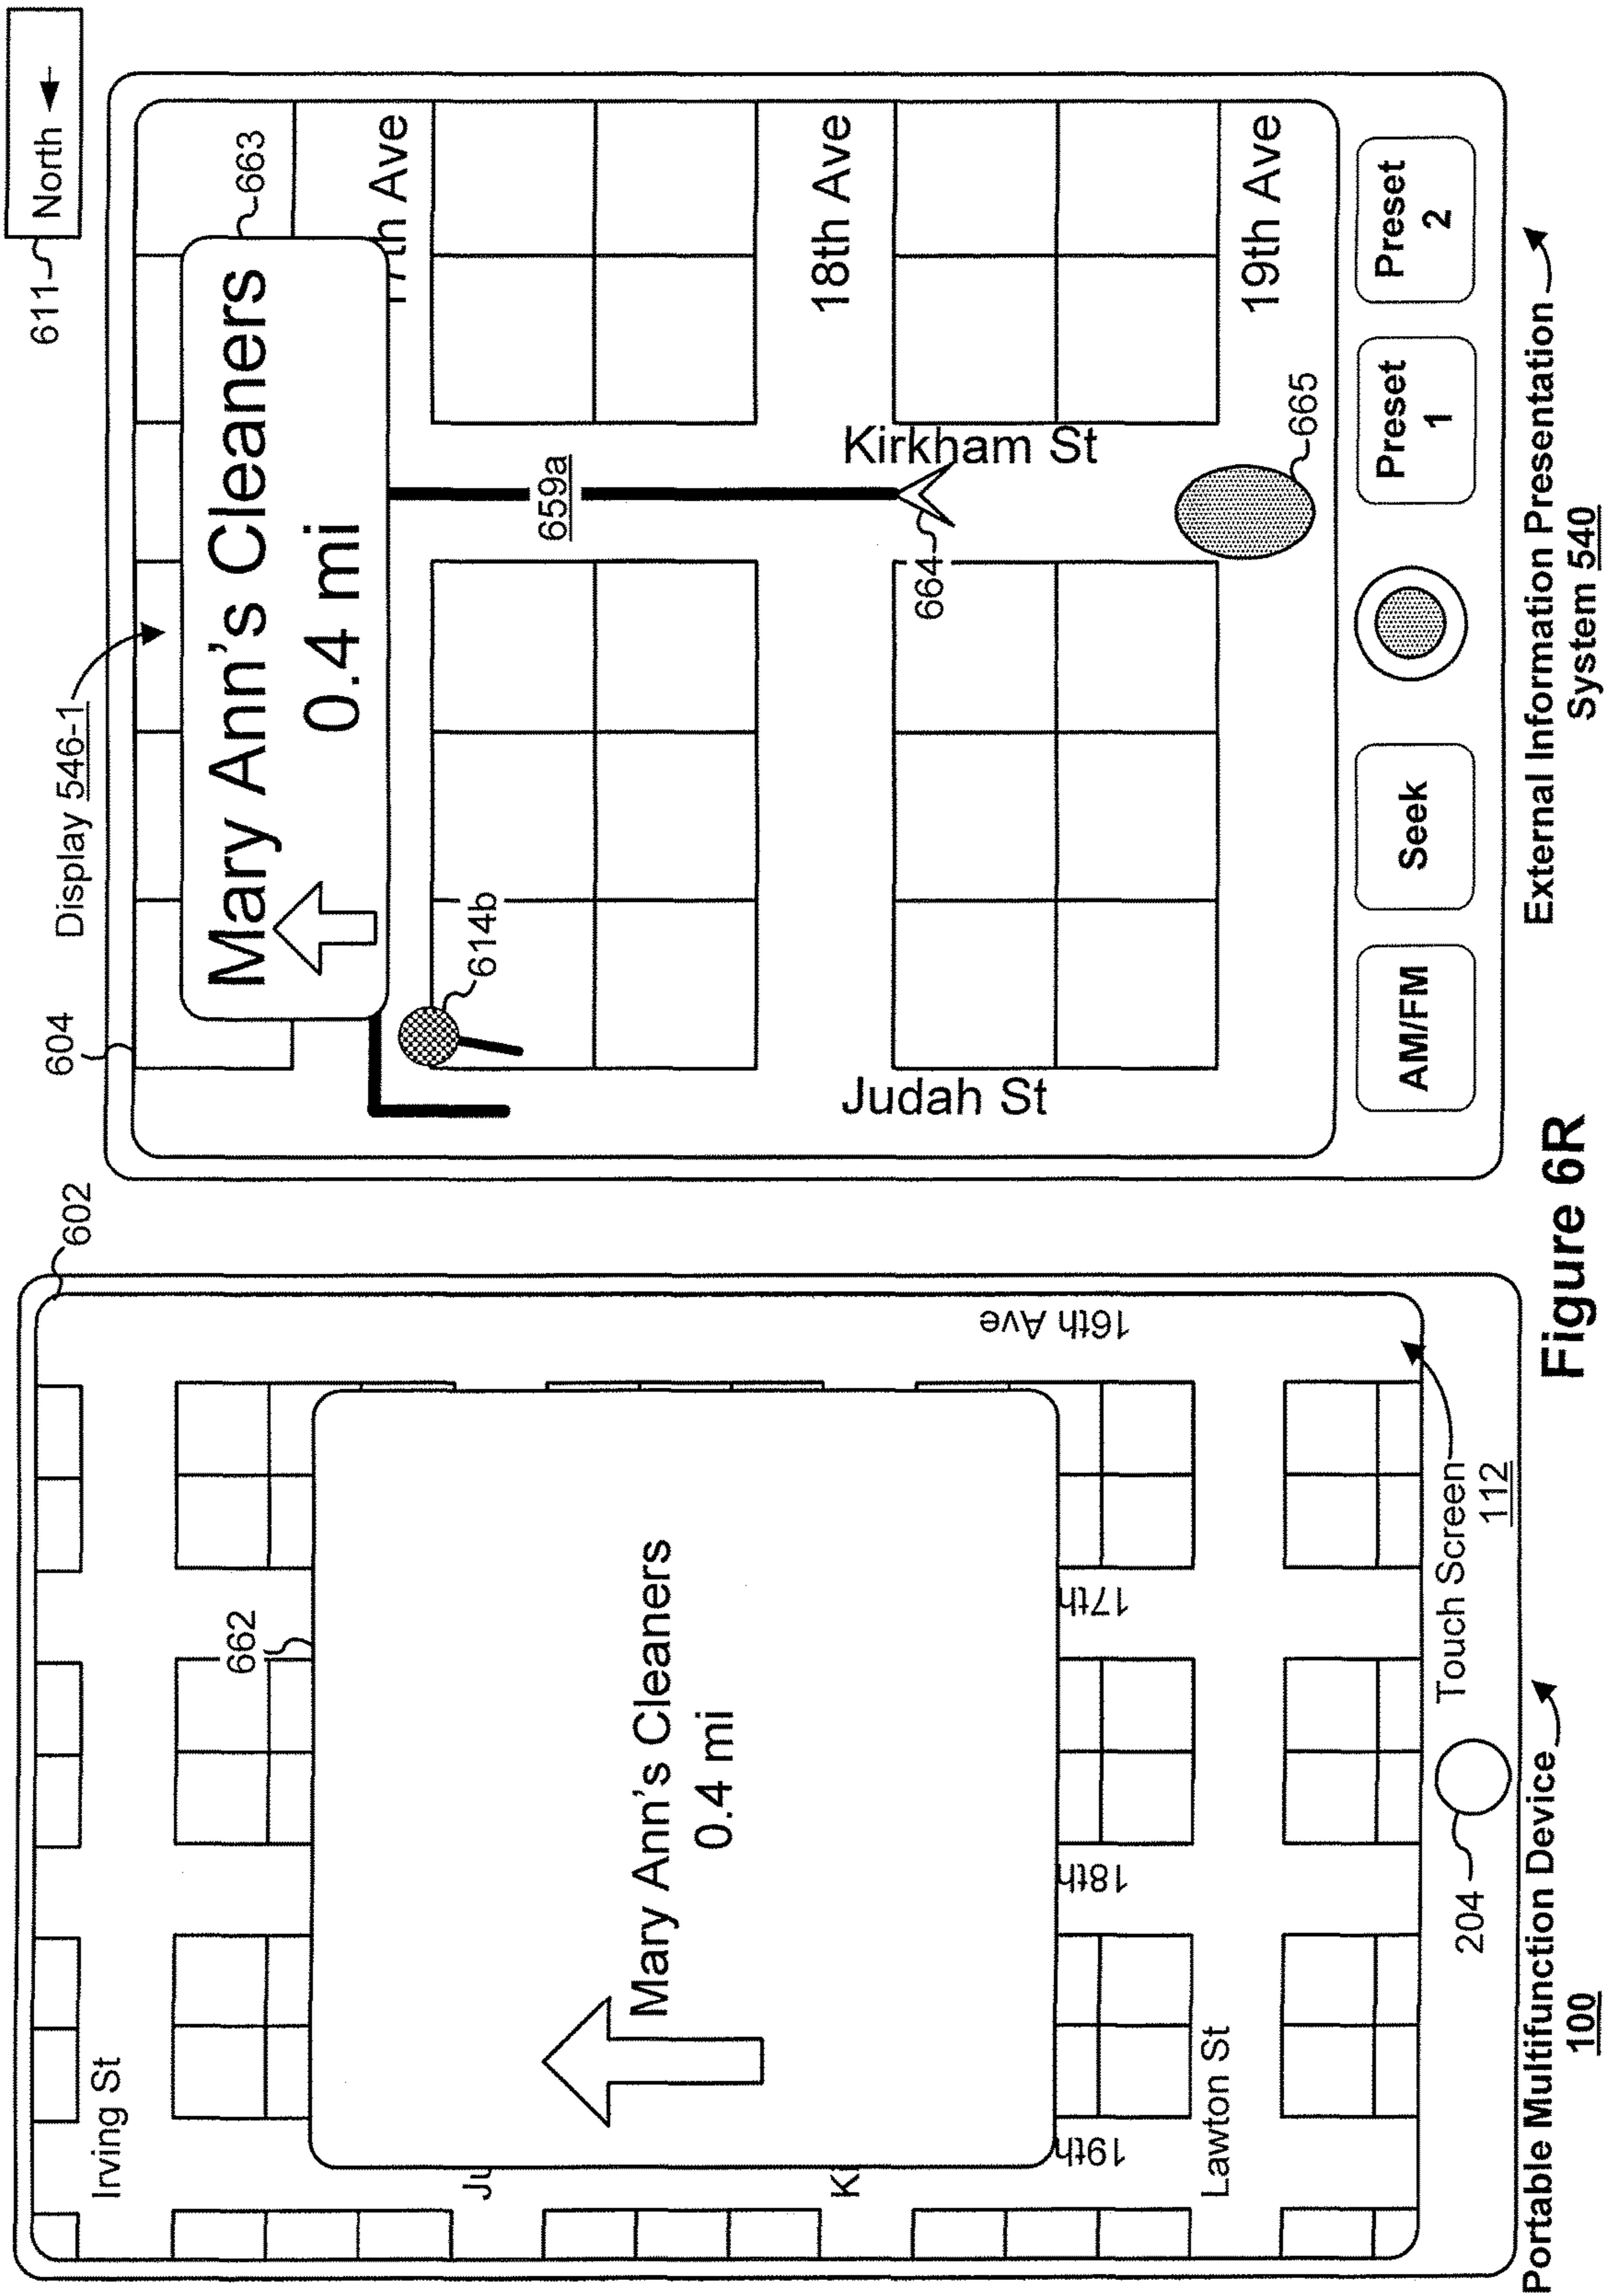 611
North
Display 546-1
604
663
Mary Ann's Cleaners
0.4 mi
17th Ave
659a
614b
18th Ave
Kirkham St
664
Judah St
19th Ave
665
AM/FM
Seek
Preset
1
Preset
2
External Information Presentation
System 540
602
Irving St
662
16th Ave
Mary Ann's Cleaners
0.4 mi
Ju
K
17th
18th
19th
Lawton St
Touch Screen
112
204
Portable Multifunction Device
100
Figure 6R